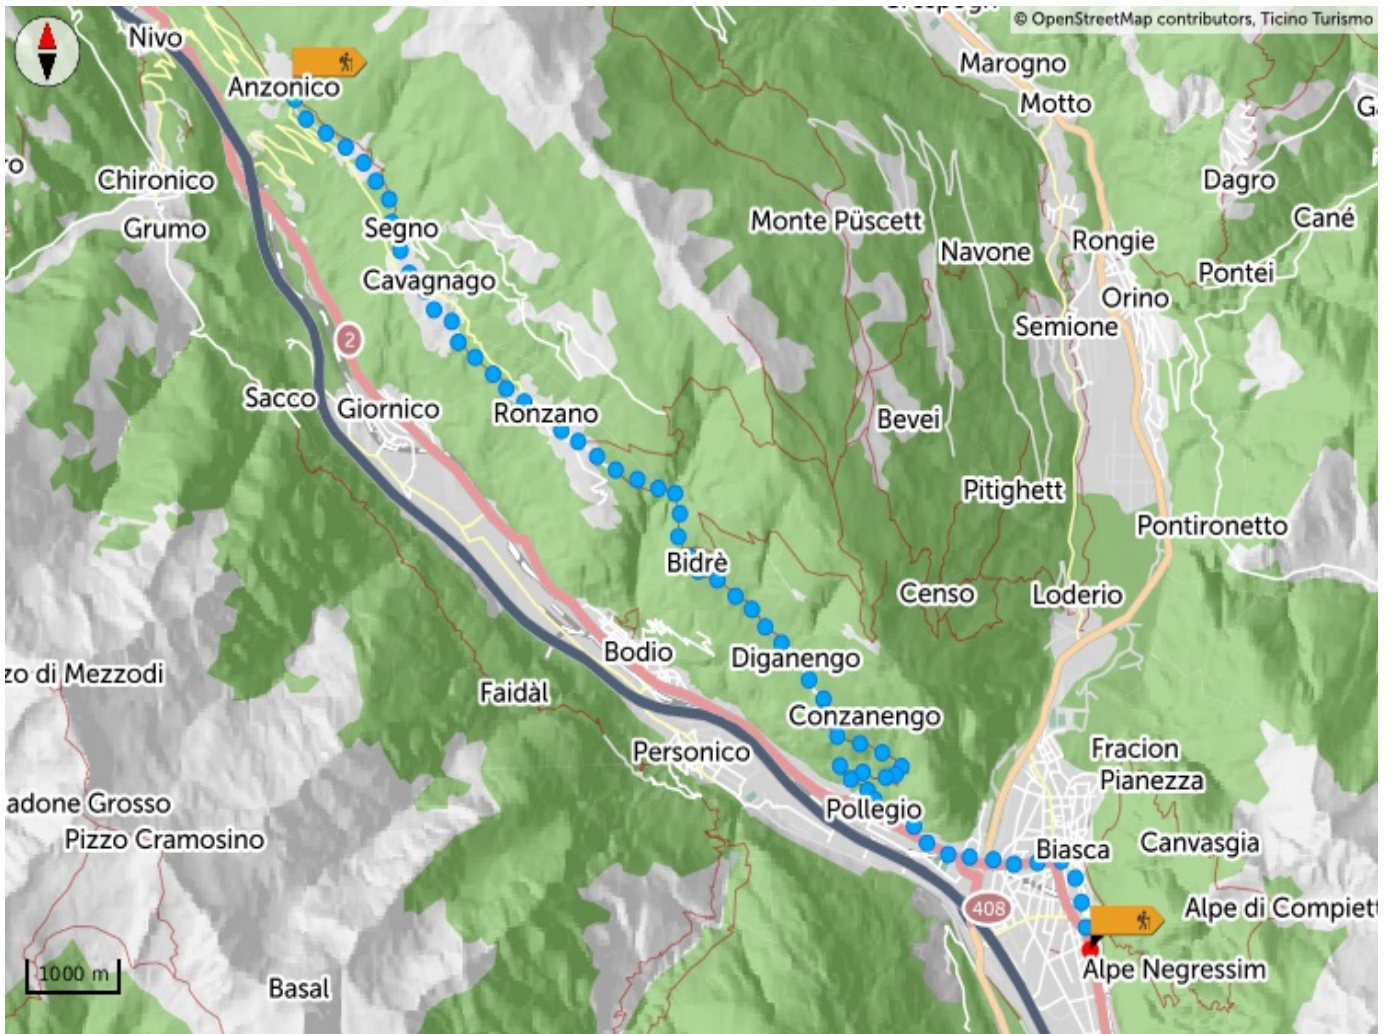 © OpenStreetMap contributors, Ticino Turismo
Nivo
Marogno
Anzonico
Motto
Chironico
Dagro
Grumo
Segno
Monte Püscett
Cané
Rongie
Navone
Pontei
Cavagnago
Orino
Semione
2
Sacco
Giornico
Ronzano
Bevei
Pitighett
Pontironetto
Bidrè
Censo
Loderio
Bodio
Diganengo
zo di Mezzodi
Faidàl
Conzanengo
Personico
Fracion
Pianezza
adone Grosso
Pollegio
Pizzo Cramosino
Biasca
Canvasgia
408
Alpe di Compiett
Alpe Negressim
1000 m
Basal